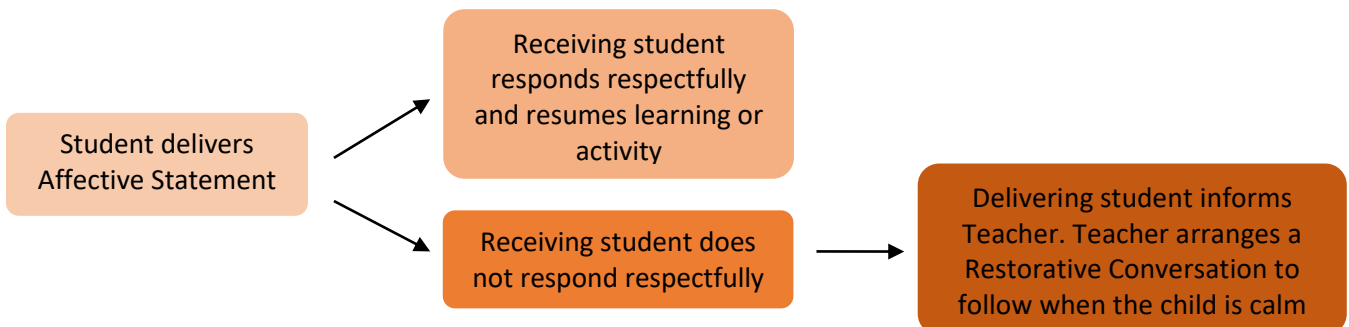 Student delivers
Affective Statement
Receiving student
responds respectfully
and resumes learning or
activity
Receiving student does
not respond respectfully
Delivering student informs
Teacher. Teacher arranges a
Restorative Conversation to
follow when the child is calm